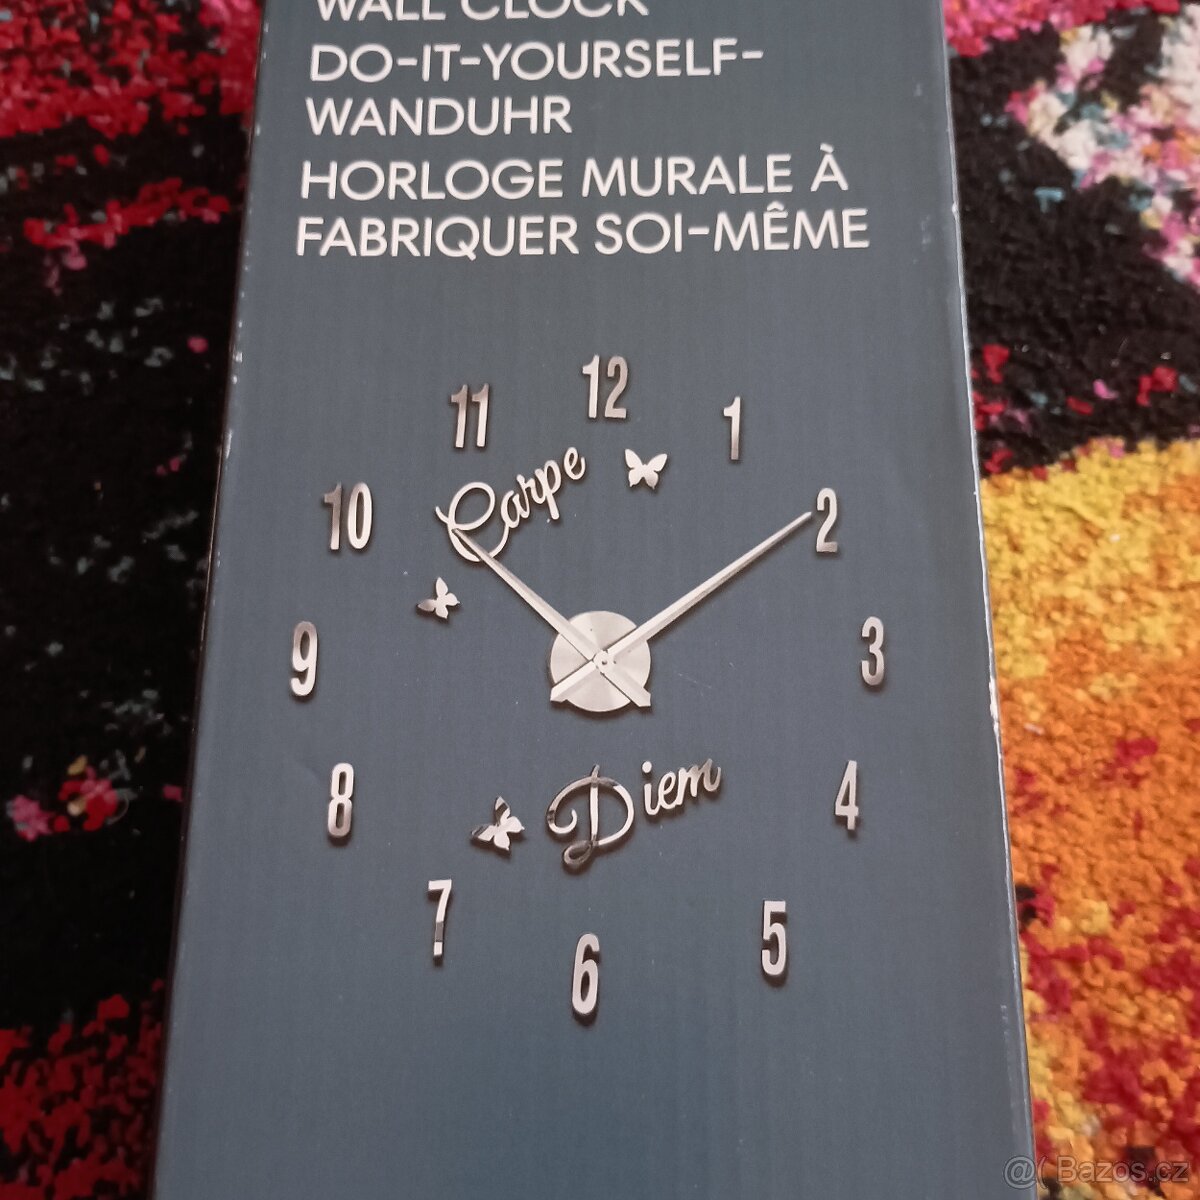 WALL CLOCK
DO-IT-YOURSELF-
WANDUHR
HORLOGE MURALE À
FABRIQUER SOI-MÊME
12
11
1
Carpe
10
2
9
3
Diem
8
4
7
5
6
@( Bazos.cz